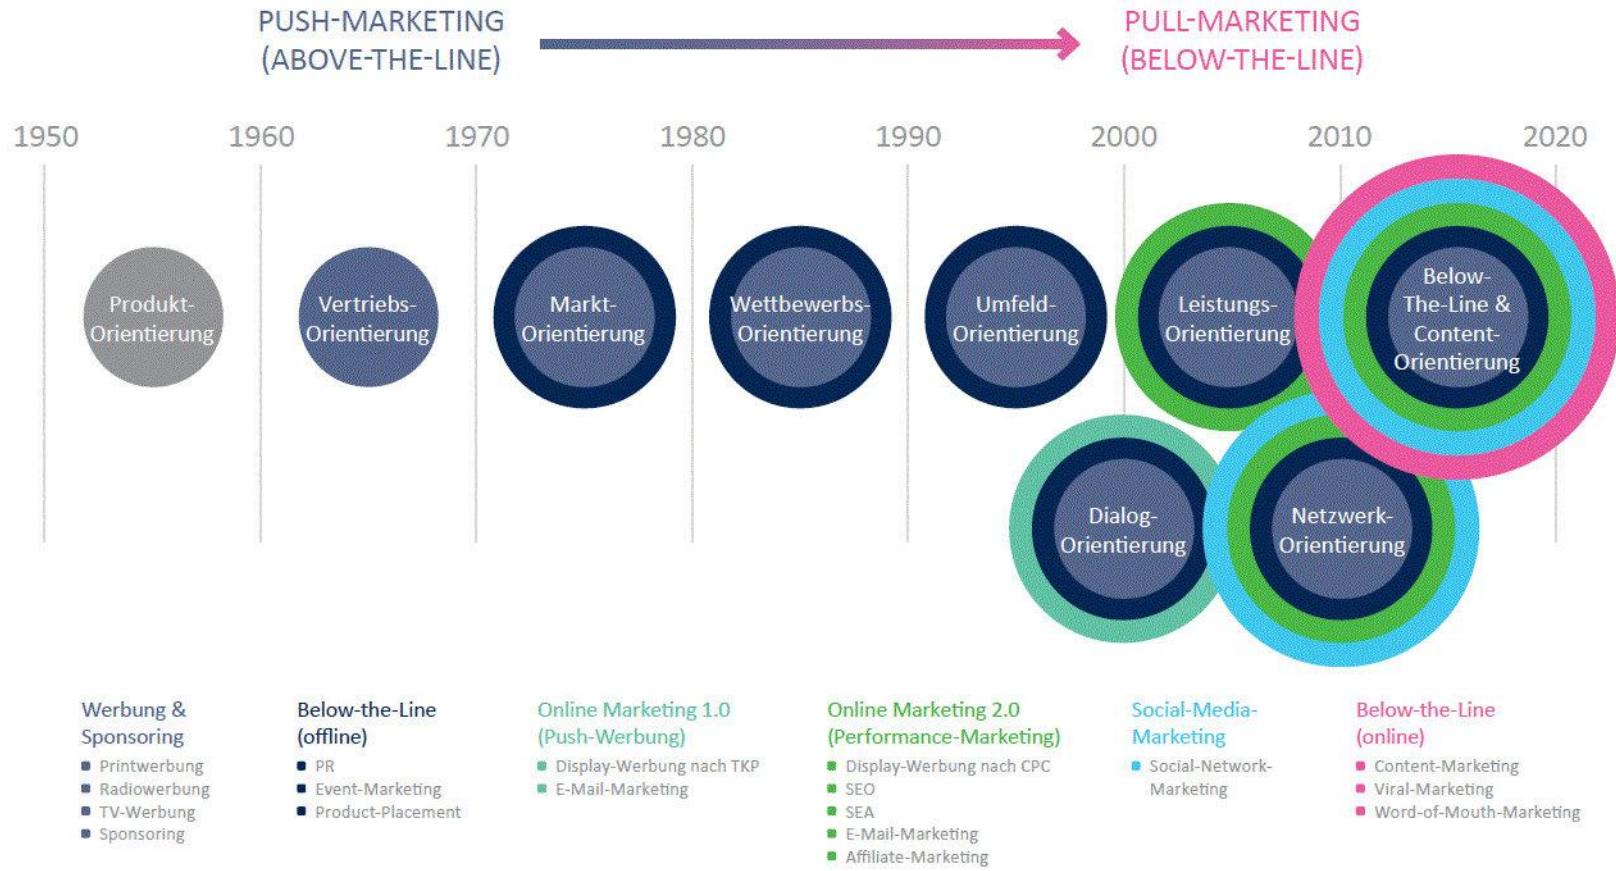 PUSH-MARKETING
(ABOVE-THE-LINE)
PULL-MARKETING
(BELOW-THE-LINE)
1950
1960
1970
1980
1990
2000
2010
2020
Produkt-
Orientierung
Vertriebs-
Orientierung
Markt-
Orientierung
Wettbewerbs-
Orientierung
Umfeld-
Orientierung
Leistungs-
Orientierung
Below-
The-Line &
Content-
Orientierung
Dialog-
Orientierung
Netzwerk-
Orientierung
Werbung &
Sponsoring
Printwerbung
Radiowerbung
TV-Werbung
Sponsoring
Below-the-Line
(offline)
PR
Event-Marketing
Product-Placement
Online Marketing 1.0
(Push-Werbung)
Display-Werbung nach TKP
E-Mail-Marketing
Online Marketing 2.0
(Performance-Marketing)
Display-Werbung nach CPC
SEO
SEA
E-Mail-Marketing
Affiliate-Marketing
Social-Media-
Marketing
Social-Network-
Marketing
Below-the-Line
(online)
Content-Marketing
Viral-Marketing
Word-of-Mouth-Marketing